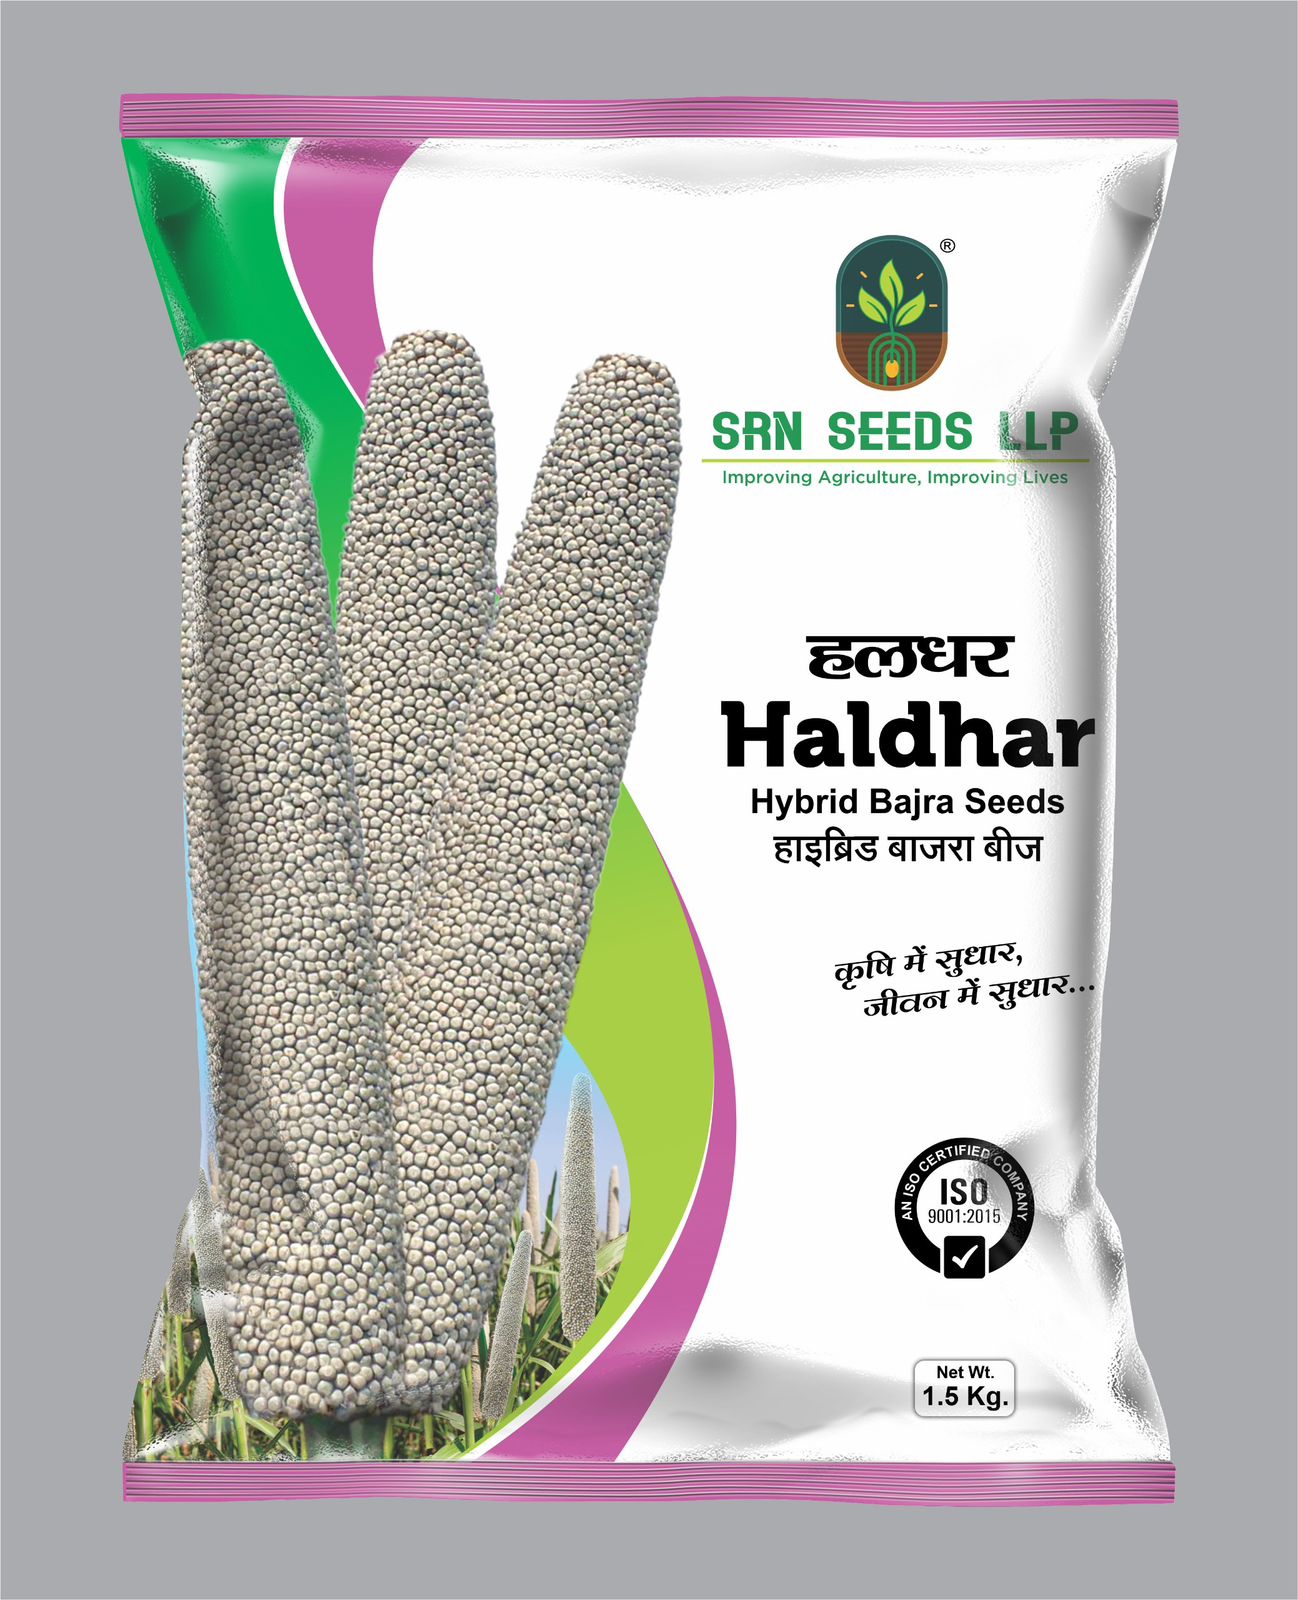 ®
SRN SEEDS LLP
Improving Agriculture, Improving Lives
हलधर
Haldhar
Hybrid Bajra Seeds
हाइब्रिड बाजरा बीज
कृषि में सुधार,
जीवन में सुधार...
AN ISO CERTIFIED COMPANY
ISO
9001:2015
Net Wt.
1.5 Kg.